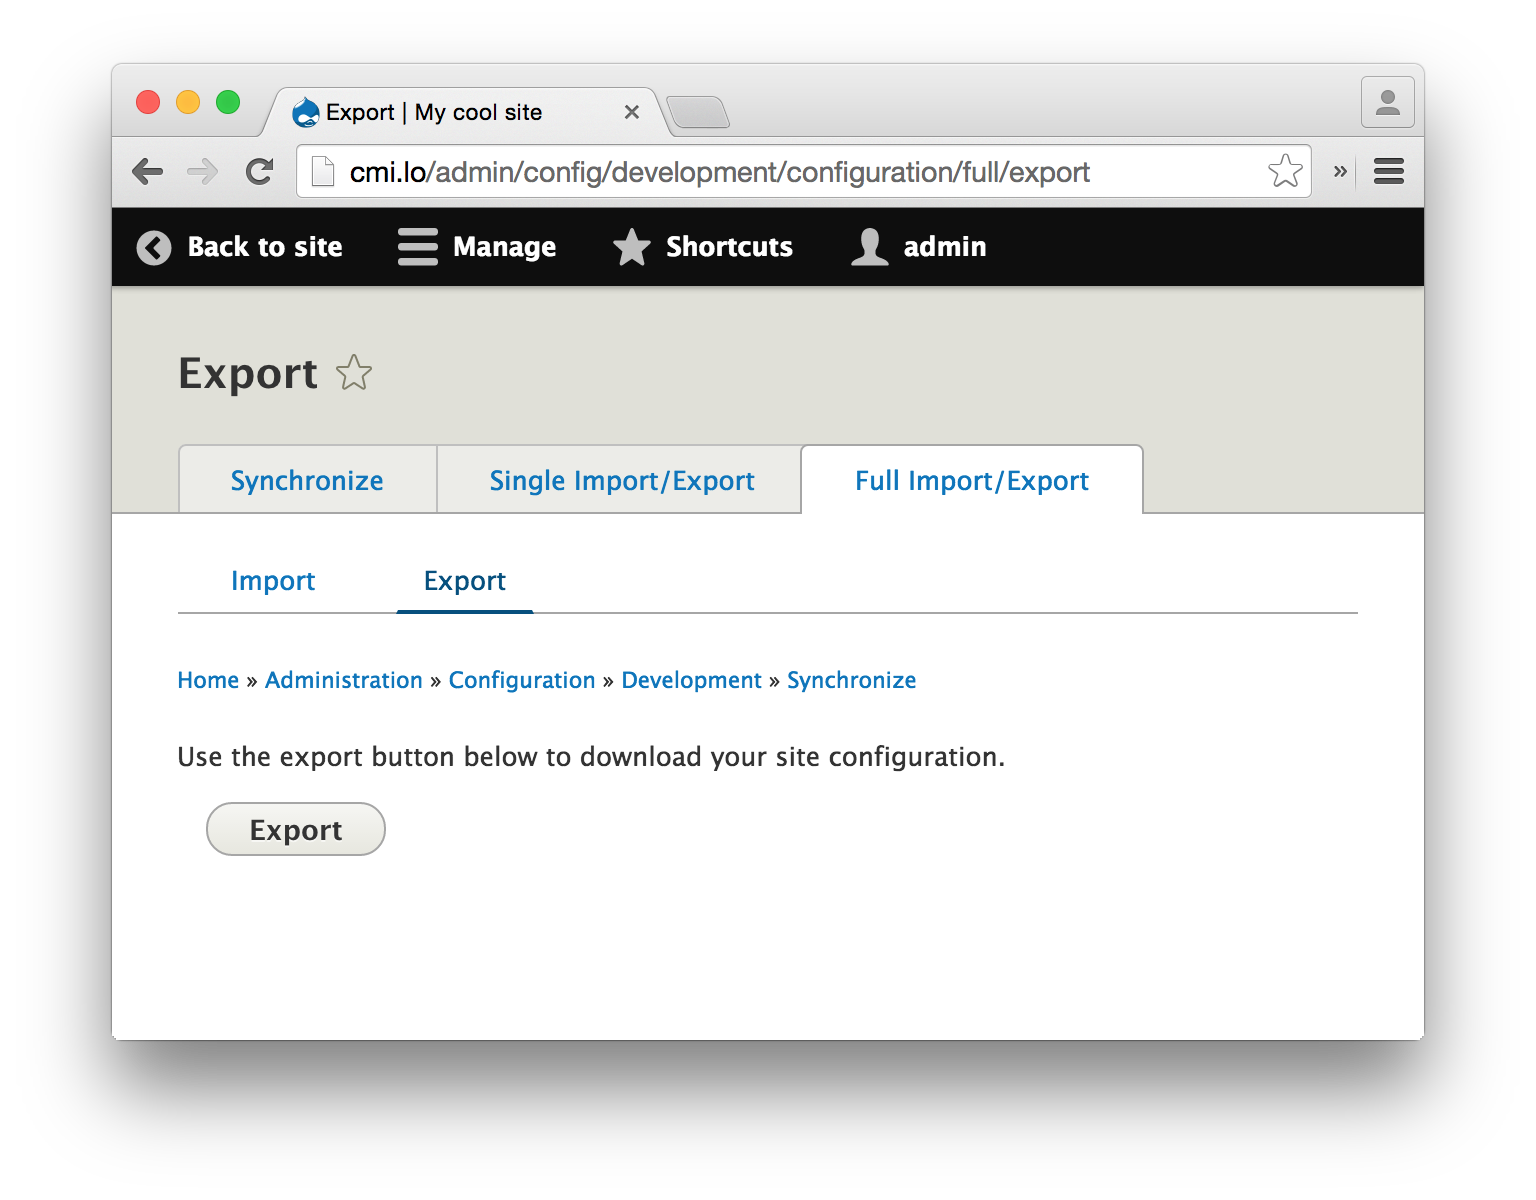 Export | My cool site
cmi.lo/admin/config/development/configuration/full/export
Back to site Manage Shortcuts admin
Export
Synchronize Single Import/Export Full Import/Export
Import Export
Home » Administration » Configuration » Development » Synchronize
Use the export button below to download your site configuration.
Export